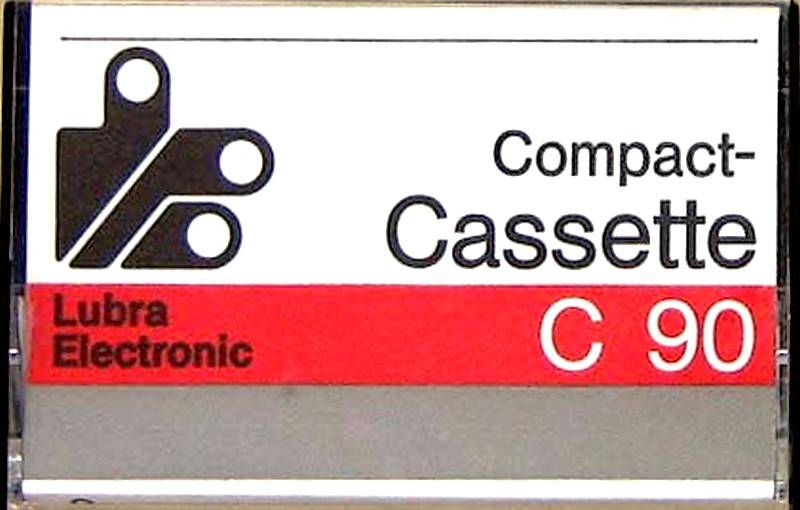 Compact-
Cassette
Lubra
Electronic
C 90